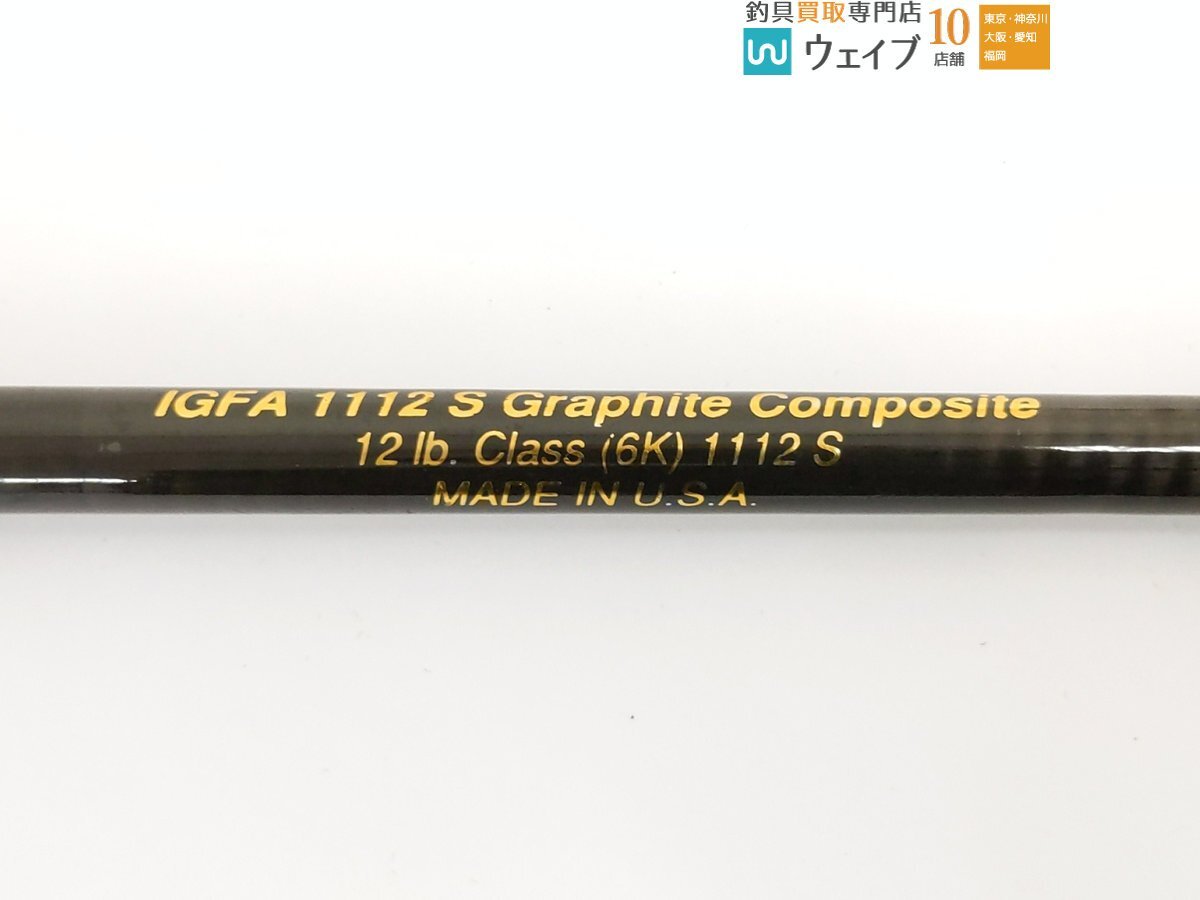 釣具買取専門店
ウェイブ
10
店舗
東京・神奈川
大阪・愛知
福岡
IGFA 1112 S Graphite Composite
12 lb. Class (6K) 1112 S
MADE IN U.S.A.